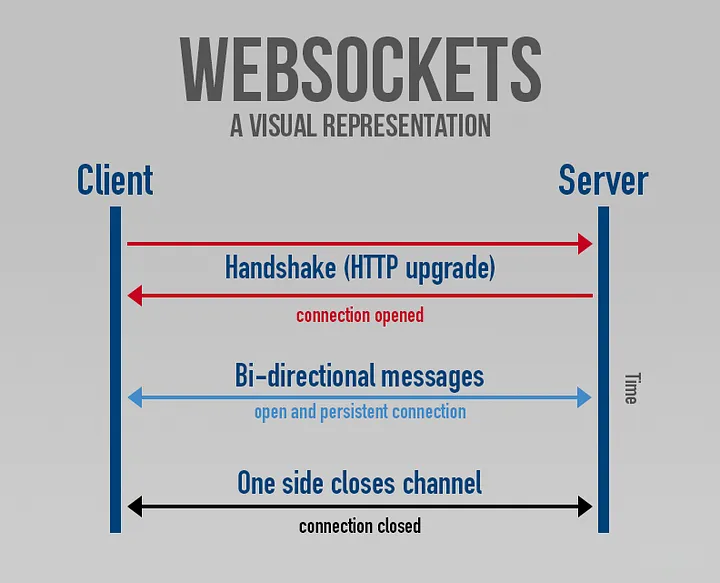 WEBSOCKETS
A VISUAL REPRESENTATION
Client
Server
Handshake (HTTP upgrade)
connection opened
Bi-directional messages
open and persistent connection
Time
One side closes channel
connection closed